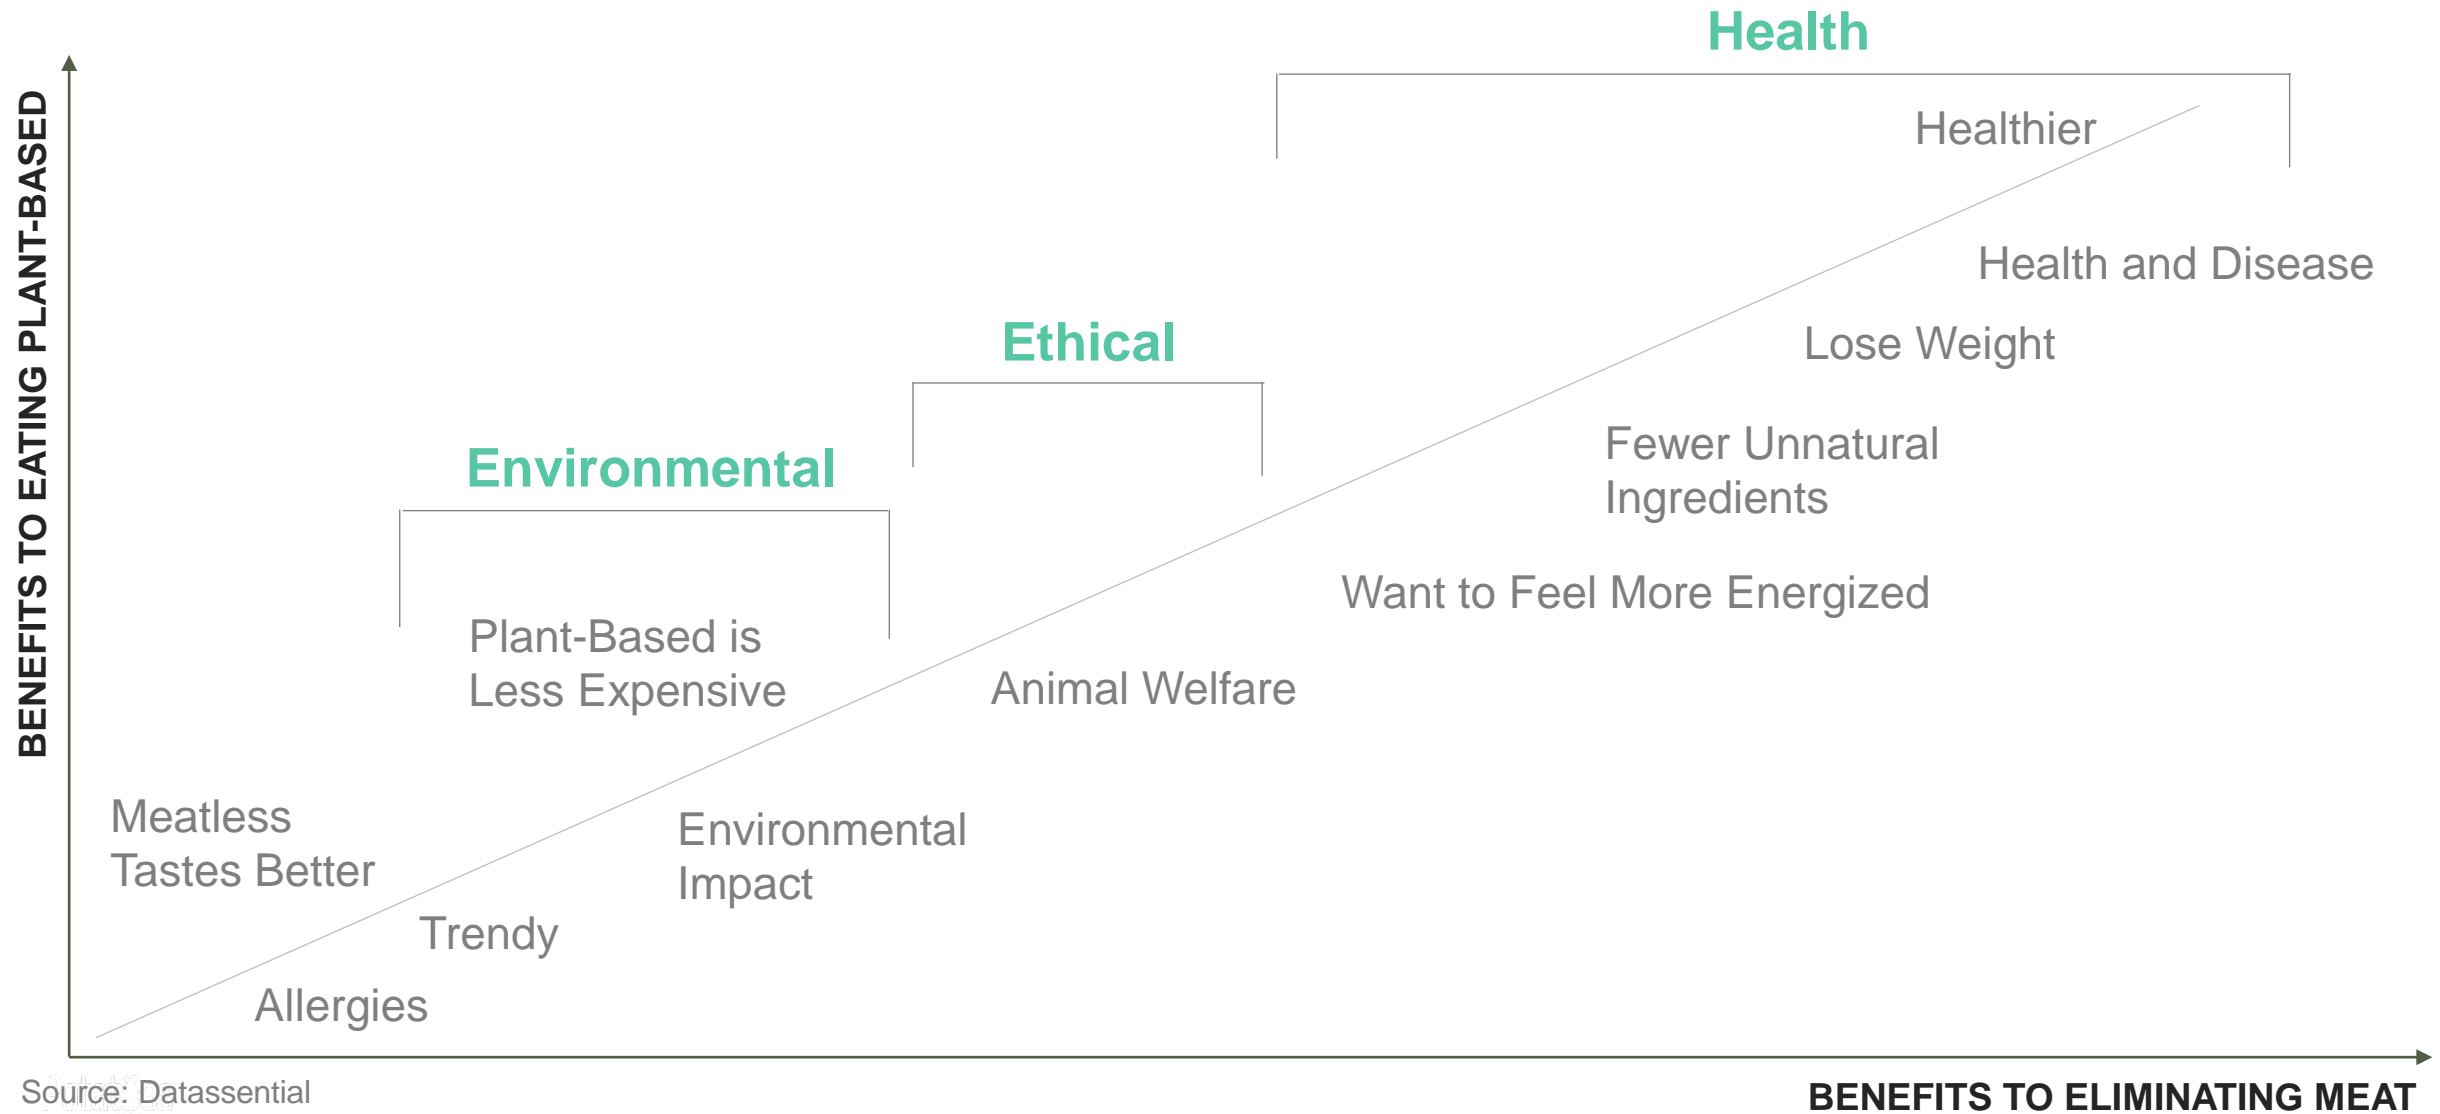 Health
Healthier
Health and Disease
Ethical
Lose Weight
Fewer Unnatural
Ingredients
Environmental
Want to Feel More Energized
Plant-Based is
Less Expensive
Animal Welfare
Meatless
Tastes Better
Environmental
Impact
Trendy
Allergies
BENEFITS TO EATING PLANT-BASED
BENEFITS TO ELIMINATING MEAT
Source: Datassential